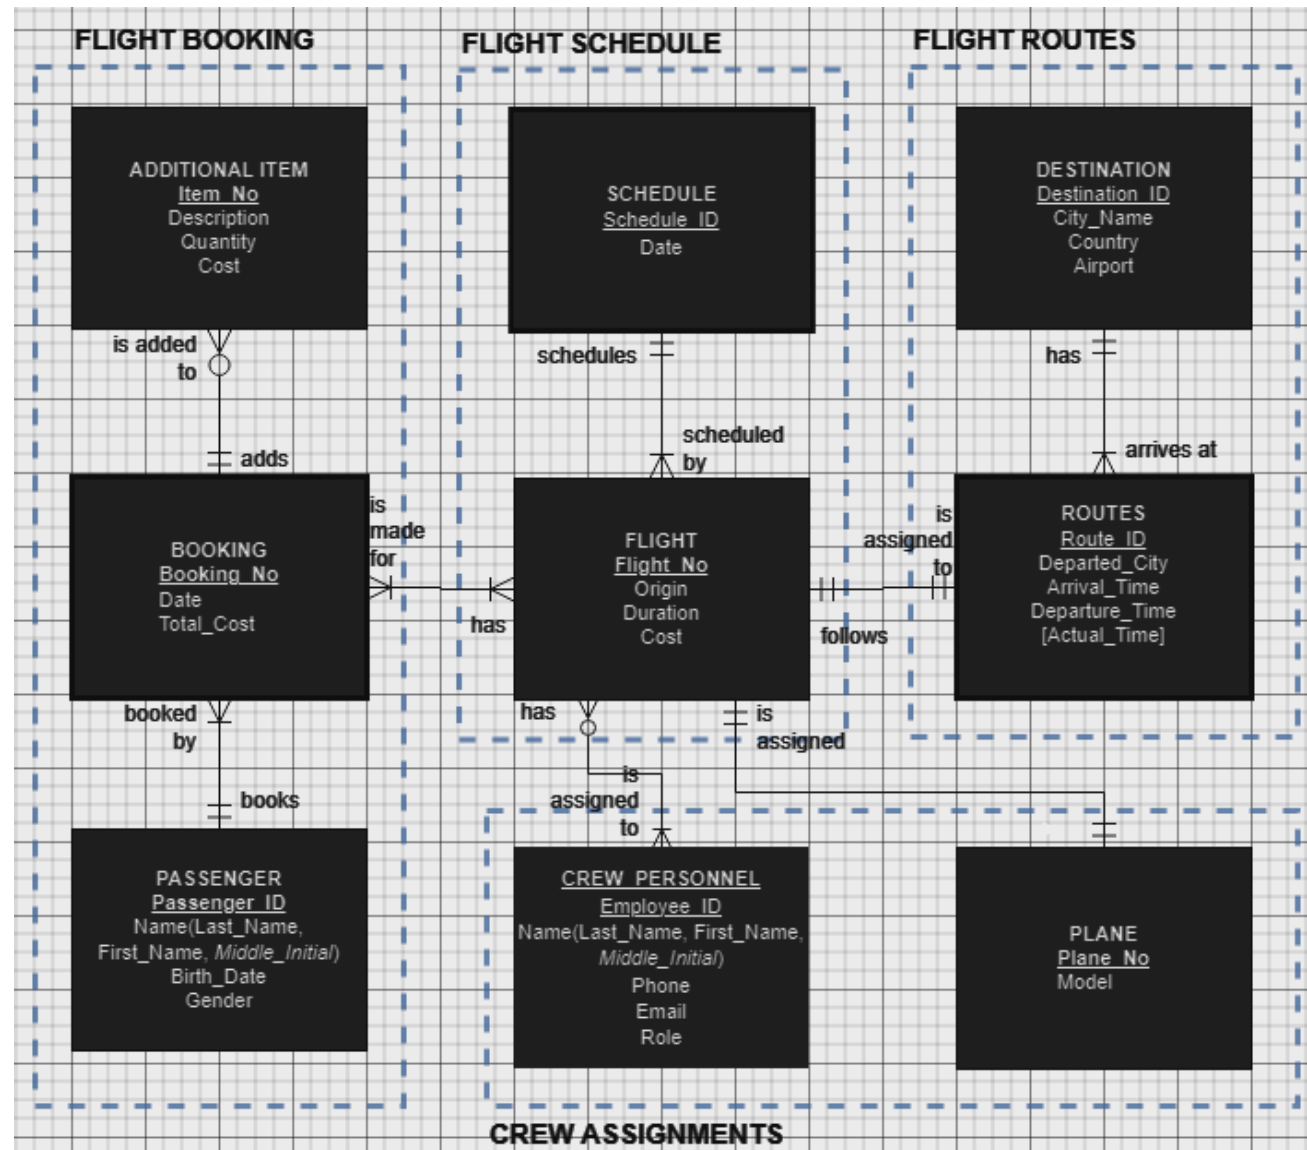 FLIGHT BOOKING
FLIGHT SCHEDULE
FLIGHT ROUTES
ADDITIONAL ITEM
Item_No
Description
Quantity
Cost
SCHEDULE
Schedule_ID
Date
DESTINATION
Destination_ID
City_Name
Country
Airport
is added
to
schedules
has
adds
scheduled
by
arrives at
BOOKING
Booking_No
Date
Total_Cost
is
made
for
has
FLIGHT
Flight_No
Origin
Duration
Cost
is
assigned
to
follows
ROUTES
Route_ID
Departed_City
Arrival_Time
Departure_Time
[Actual_Time]
booked
by
books
has
is
assigned
is
assigned
to
PASSENGER
Passenger_ID
Name(Last_Name,
First_Name, Middle_Initial)
Birth_Date
Gender
CREW_PERSONNEL
Employee_ID
Name(Last_Name, First_Name,
Middle_Initial)
Phone
Email
Role
PLANE
Plane_No
Model
CREW ASSIGNMENTS